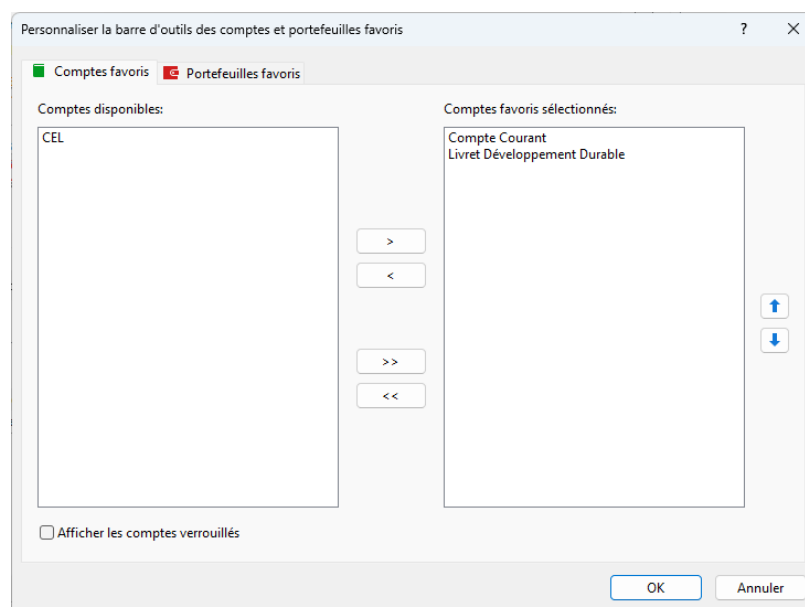 Personnaliser la barre d'outils des comptes et portefeuilles favoris
?
Comptes favoris
Portefeuilles favoris
Comptes disponibles:
Comptes favoris sélectionnés:
CEL
Compte Courant
Livret Développement Durable
>
<
>>
<<
Afficher les comptes verrouillés
OK
Annuler